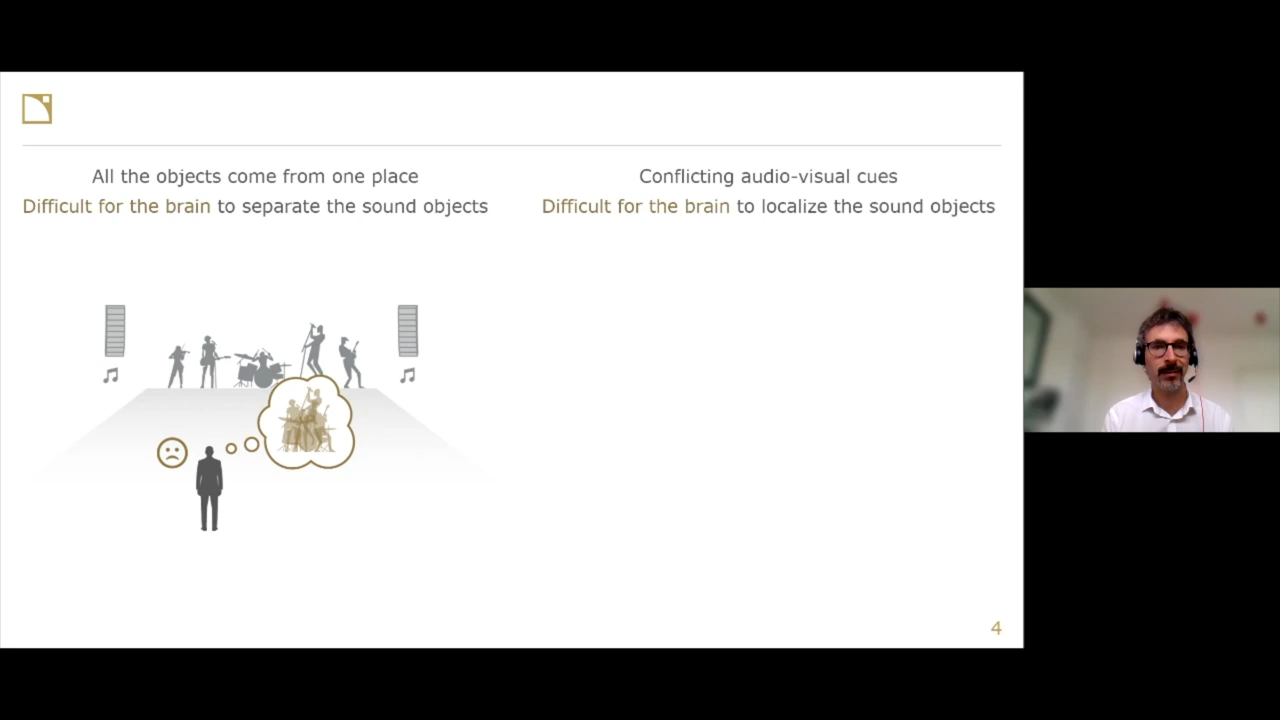 All the objects come from one place
Difficult for the brain to separate the sound objects
Conflicting audio-visual cues
Difficult for the brain to localize the sound objects
4